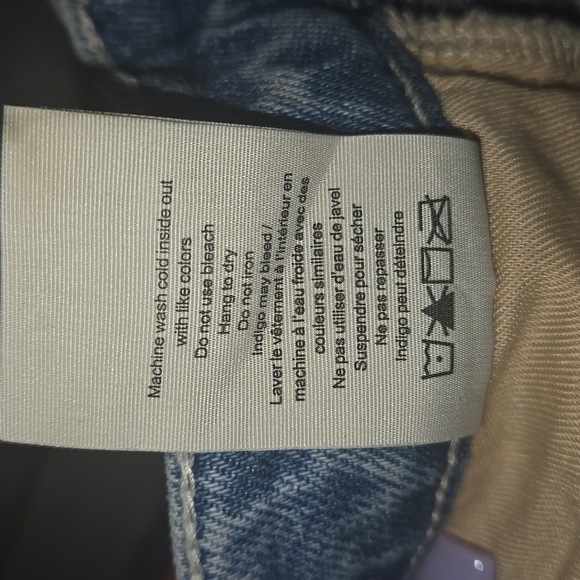 Machine wash cold inside out
with like colors
Do not use bleach
Hang to dry
Do not iron
Indigo may bleed /
Laver le vêtement à l'intérieur en
machine à l'eau froide avec des
couleurs similaires
Ne pas utiliser d'eau de javel
Suspendre pour sécher
Ne pas repasser
Indigo peut déteindre